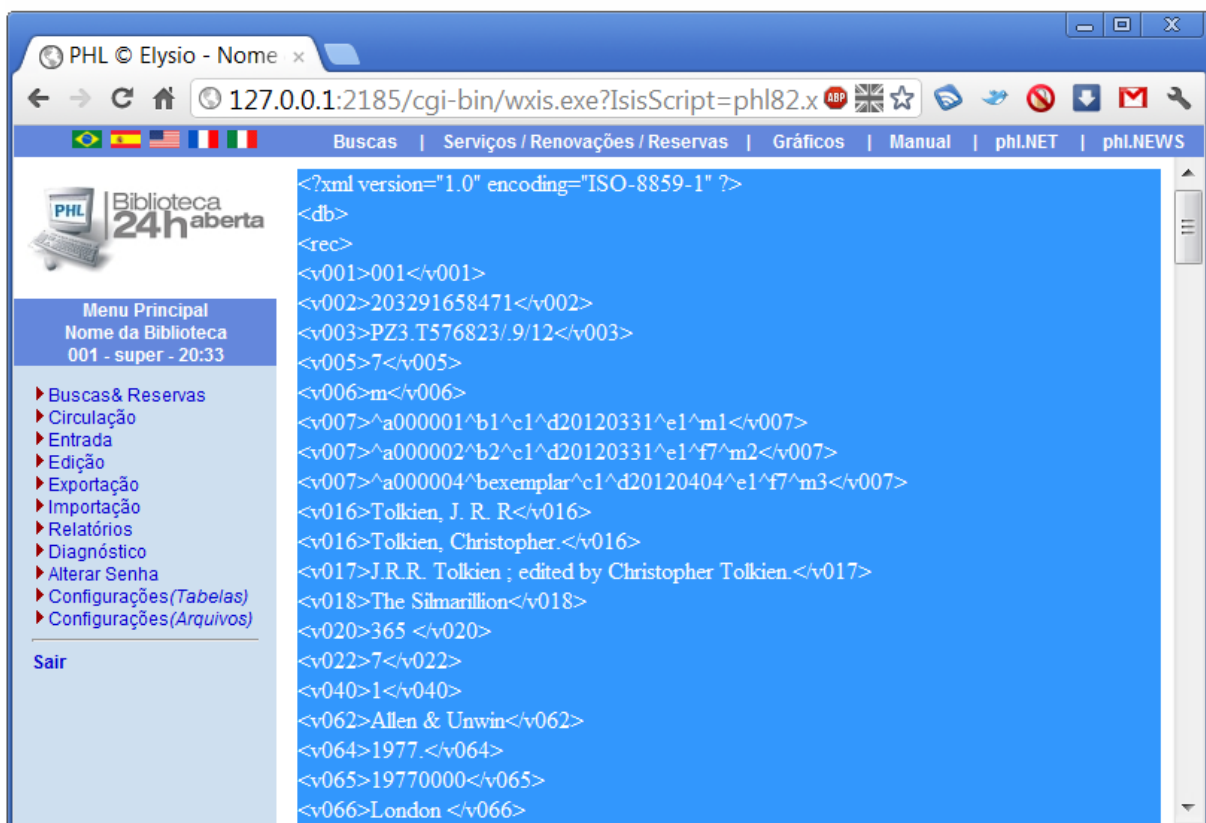 PHL © Elysio - Nome
127.0.0.1:2185/cgi-bin/wxis.exe?IsisScript=phl82.x
ABP
Buscas | Serviços / Renovações / Reservas | Gráficos | Manual | phl.NET | phl.NEWS
PHL
Biblioteca
24h aberta
Menu Principal
Nome da Biblioteca
001 - super - 20:33
Buscas& Reservas
Circulação
Entrada
Edição
Exportação
Importação
Relatórios
Diagnóstico
Alterar Senha
Configurações(Tabelas)
Configurações(Arquivos)
Sair
<?xml version="1.0" encoding="ISO-8859-1" ?>
<db>
<rec>
<v001>001</v001>
<v002>203291658471</v002>
<v003>PZ3.T576823/.9/12</v003>
<v005>7</v005>
<v006>m</v006>
<v007>^a000001^b1^c1^d20120331^e1^m1</v007>
<v007>^a000002^b2^c1^d20120331^e1^f7^m2</v007>
<v007>^a000004^bexemplar^c1^d20120404^e1^f7^m3</v007>
<v016>Tolkien, J. R. R</v016>
<v016>Tolkien, Christopher.</v016>
<v017>J.R.R. Tolkien ; edited by Christopher Tolkien.</v017>
<v018>The Silmarillion</v018>
<v020>365 </v020>
<v022>7</v022>
<v040>1</v040>
<v062>Allen & Unwin</v062>
<v064>1977.</v064>
<v065>19770000</v065>
<v066>London </v066>